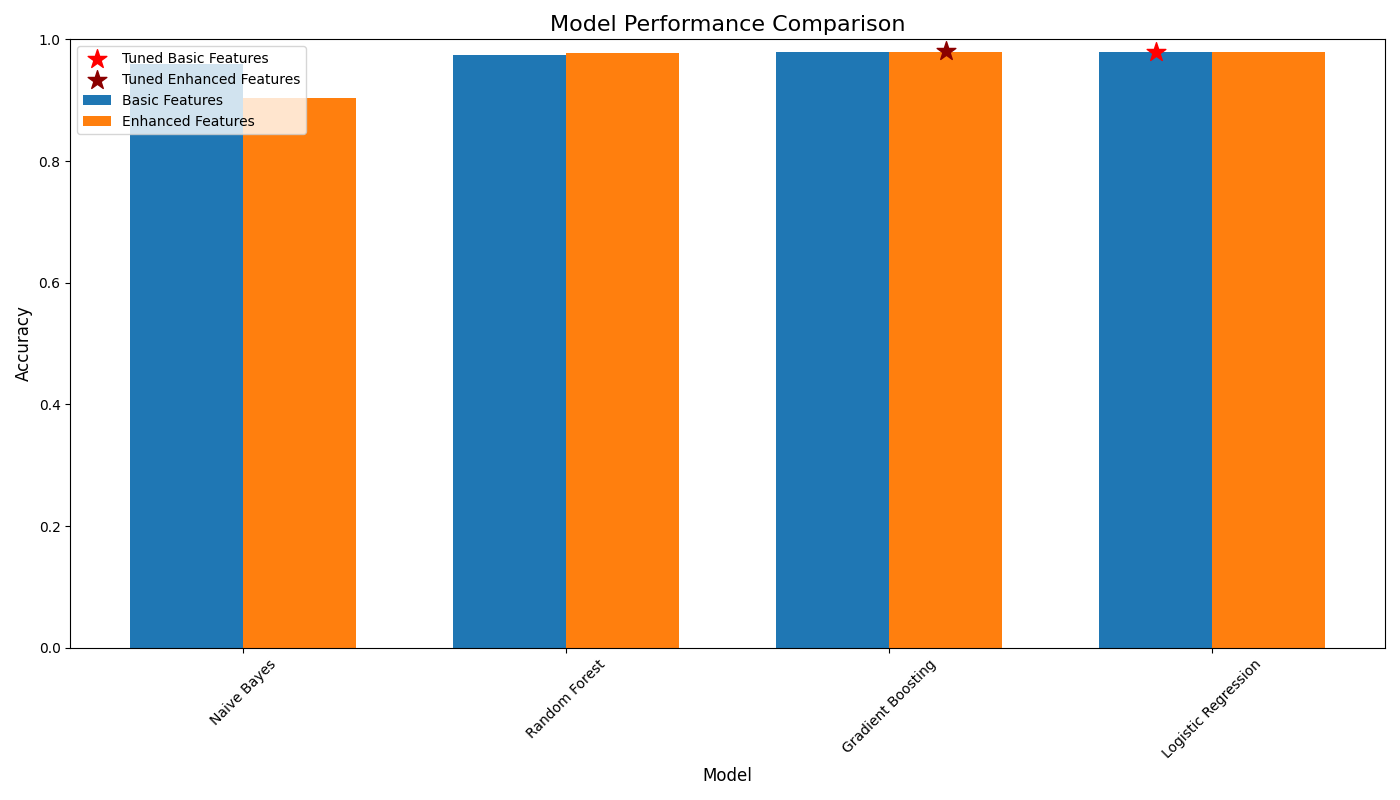 Model Performance Comparison
Tuned Basic Features
Tuned Enhanced Features
Basic Features
Enhanced Features
1.0
0.8
0.6
0.4
0.2
0.0
Accuracy
Naive Bayes
Random Forest
Gradient Boosting
Logistic Regression
Model